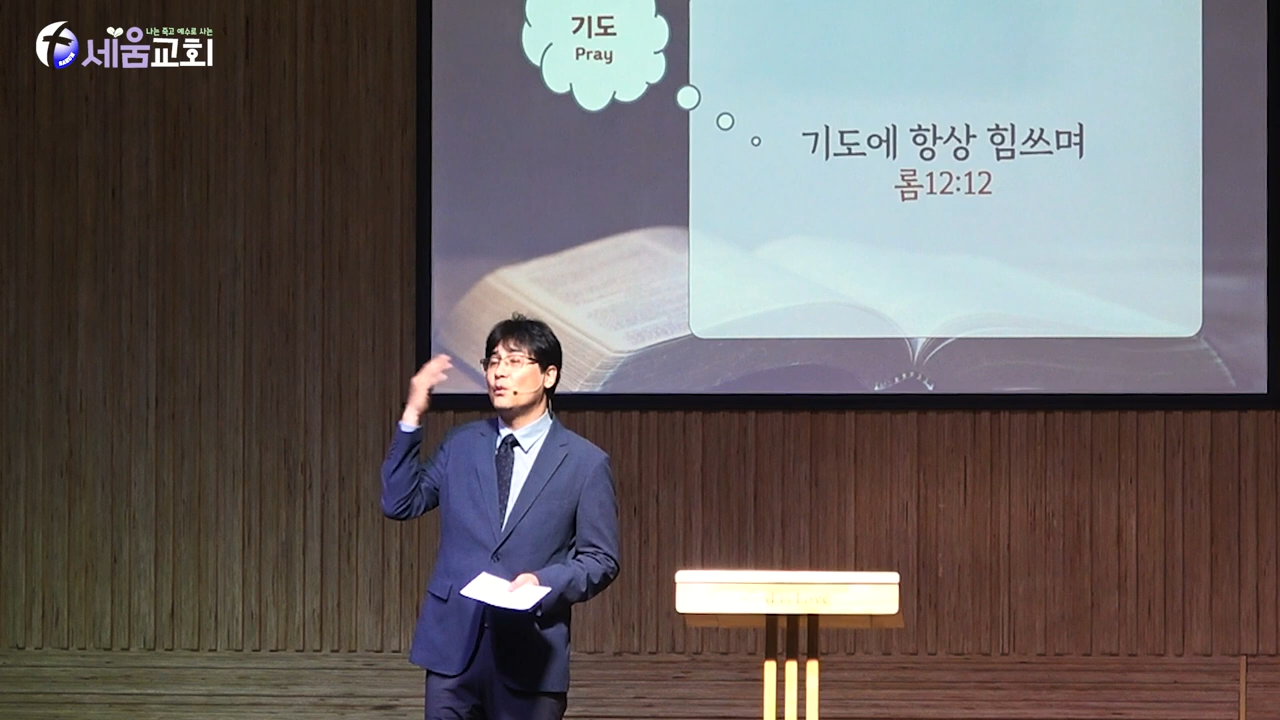 나는 죽고 예수로 사는
세움교회
기도
Pray
기도에 항상 힘쓰며
롬12:12